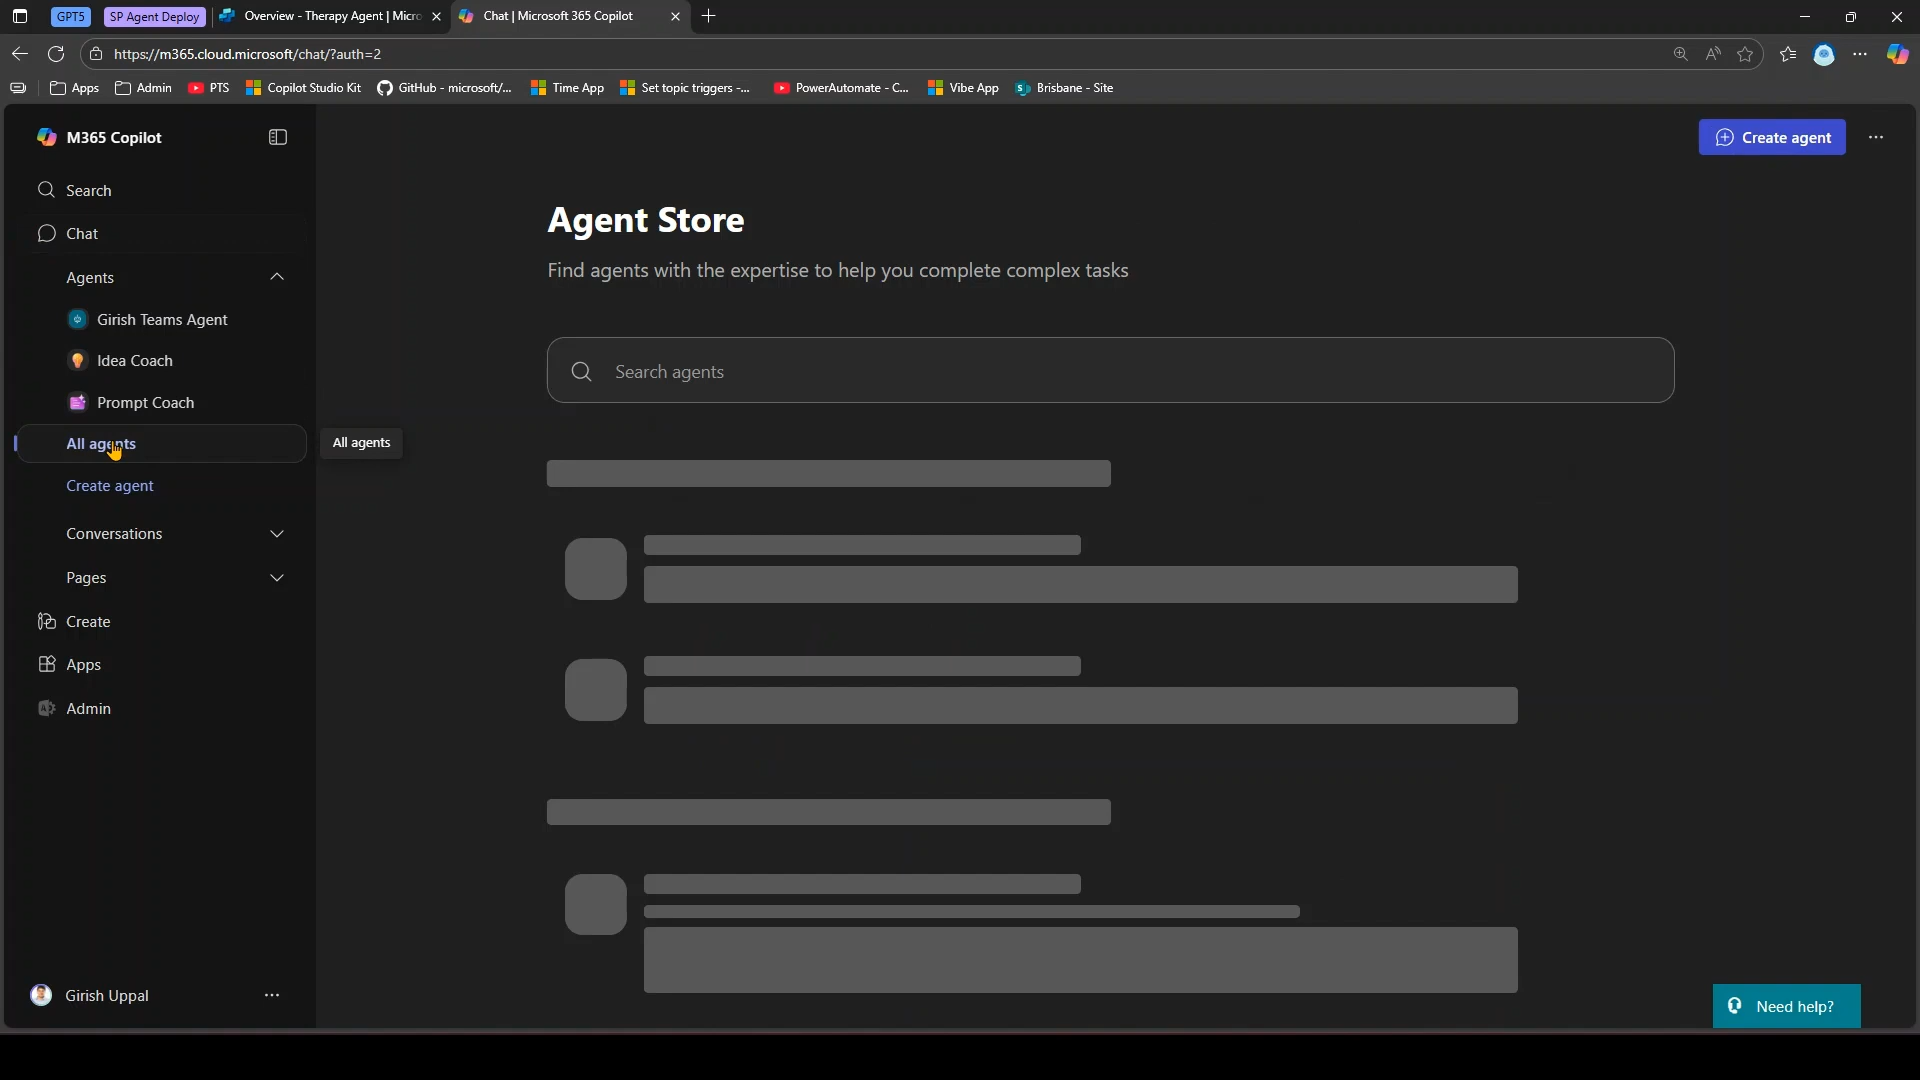 GPT5
SP Agent Deploy
Overview - Therapy Agent | Micro
Chat | Microsoft 365 Copilot
https://m365.cloud.microsoft/chat/?auth=2
Apps
Admin
PTS
Copilot Studio Kit
GitHub - microsoft/...
Time App
Set topic triggers -...
PowerAutomate - C...
Vibe App
Brisbane - Site
M365 Copilot
Create agent
Search
Chat
Agents
Girish Teams Agent
Idea Coach
Prompt Coach
All agents
All agents
Create agent
Conversations
Pages
Create
Apps
Admin
Girish Uppal
Agent Store
Find agents with the expertise to help you complete complex tasks
Search agents
Need help?